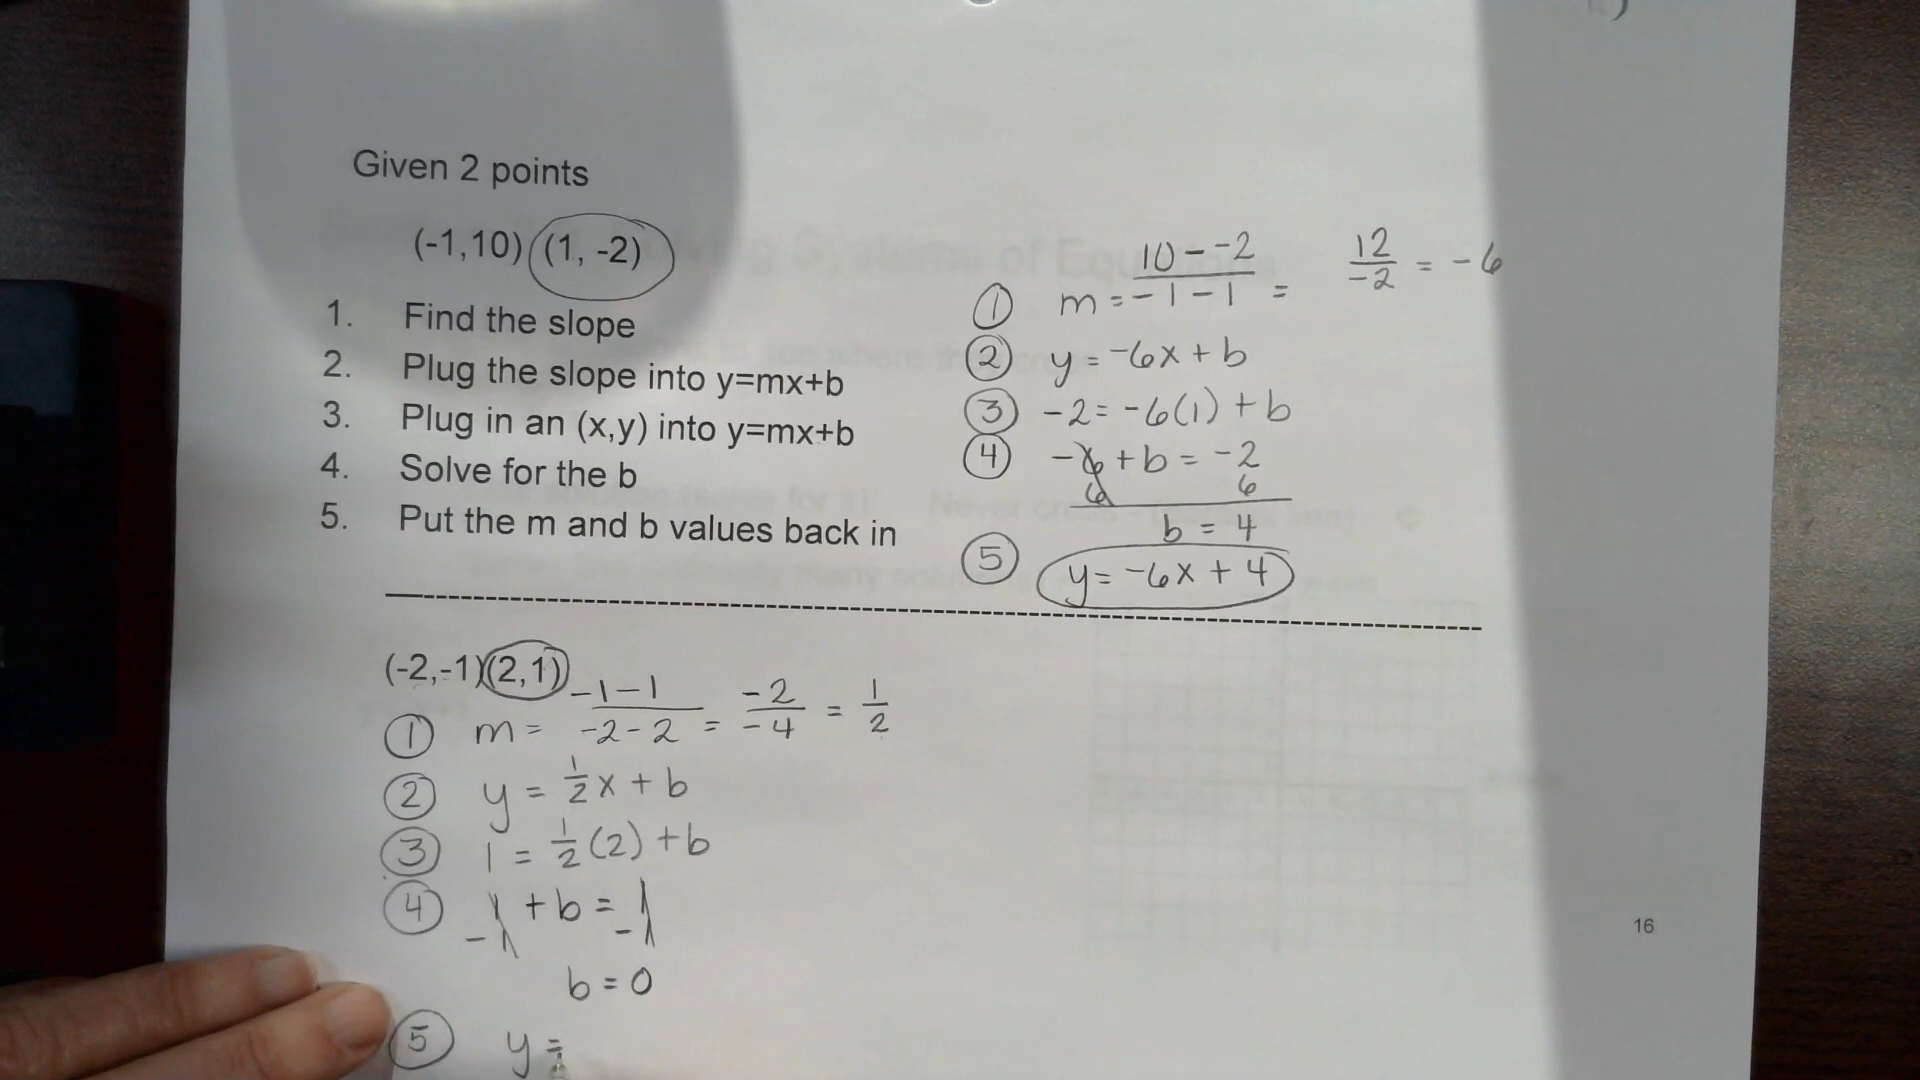 Given 2 points
(-1,10) (1, -2)
1. Find the slope
2. Plug the slope into y=mx+b
3. Plug in an (x,y) into y=mx+b
4. Solve for the b
5. Put the m and b values back in
① m = 10 - -2 / -1 - 1 = 12 / -2 = -6
② y = -6x + b
③ -2 = -6(1) + b
④ -6 + b = -2
6 6
b = 4
⑤ y = -6x + 4
(-2,-1)(2,1)
① m = -1-1 / -2-2 = -2 / -4 = 1/2
② y = 1/2 x + b
③ 1 = 1/2 (2) + b
④ 1 + b = 1
-1 -1
b = 0
⑤ y =
16